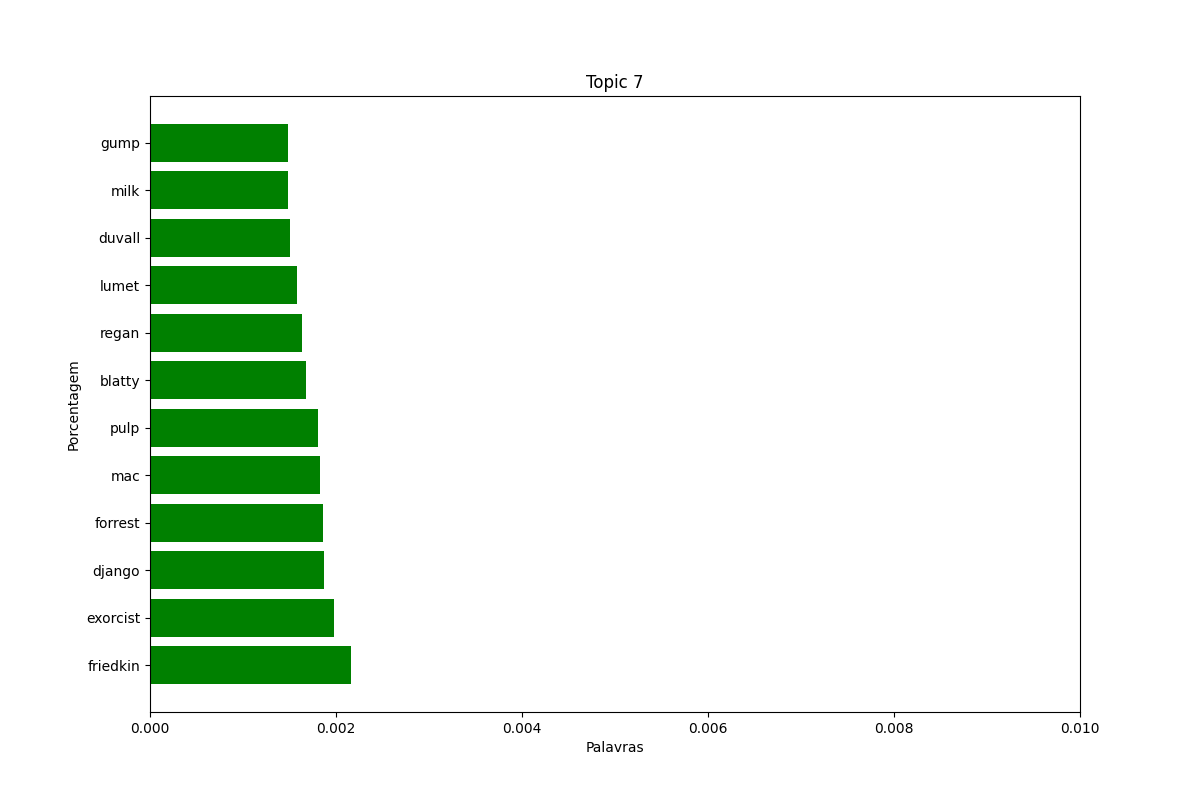 Topic 7
gump
milk
duvall
lumet
regan
blatty
pulp
mac
forrest
django
exorcist
friedkin
Porcentagem
0.000 0.002 0.004 0.006 0.008 0.010
Palavras